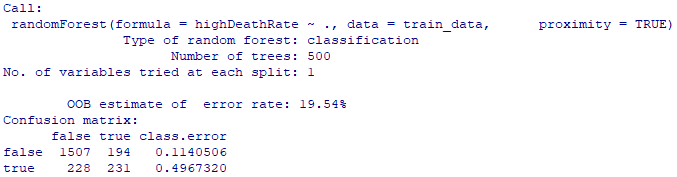 Call:
 randomForest(formula = highDeathRate ~ ., data = train_data,      proximity = TRUE)
               Type of random forest: classification
                     Number of trees: 500
No. of variables tried at each split: 1

        OOB estimate of  error rate: 19.54%
Confusion matrix:
      false true class.error
false  1507  194   0.1140506
true    228  231   0.4967320